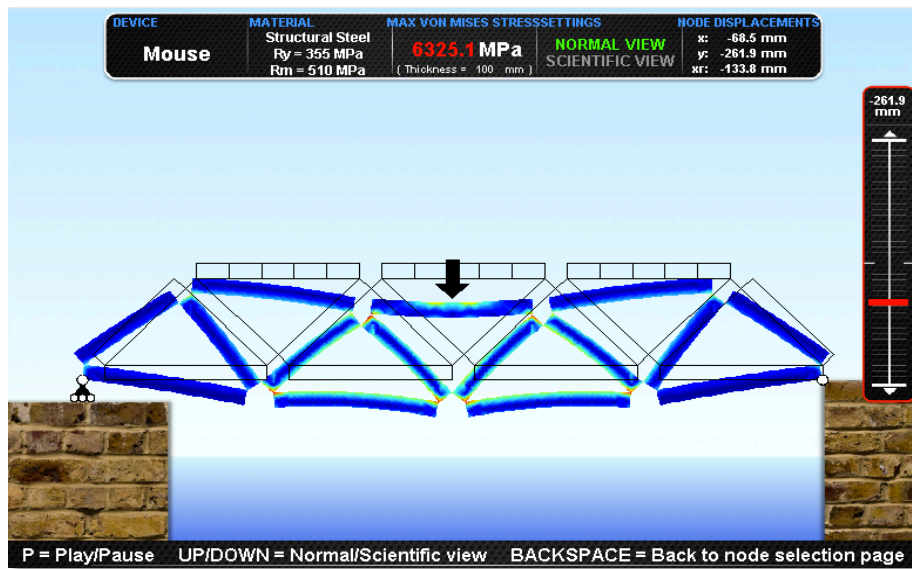 DEVICE
Mouse
MATERIAL
Structural Steel
Ry = 355 MPa
Rm = 510 MPa
MAX VON MISES STRESS
6325.1 MPa
( Thickness = 100 mm )
SETTINGS
NORMAL VIEW
SCIENTIFIC VIEW
NODE DISPLACEMENTS
x: -68.5 mm
y: -261.9 mm
xr: -133.8 mm
-261.9
mm
P = Play/Pause UP/DOWN = Normal/Scientific view BACKSPACE = Back to node selection page